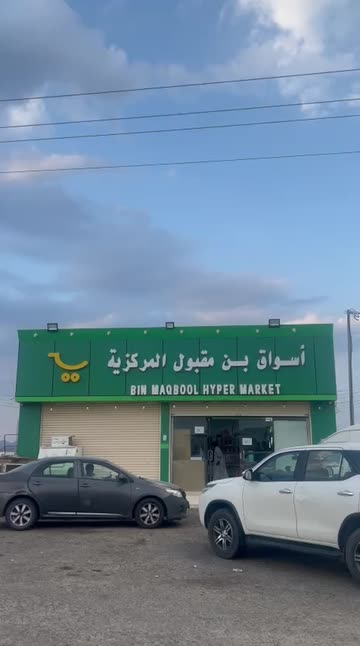 أسواق بن مقبول المركزية
BIN MAQBOOL HYPER MARKET